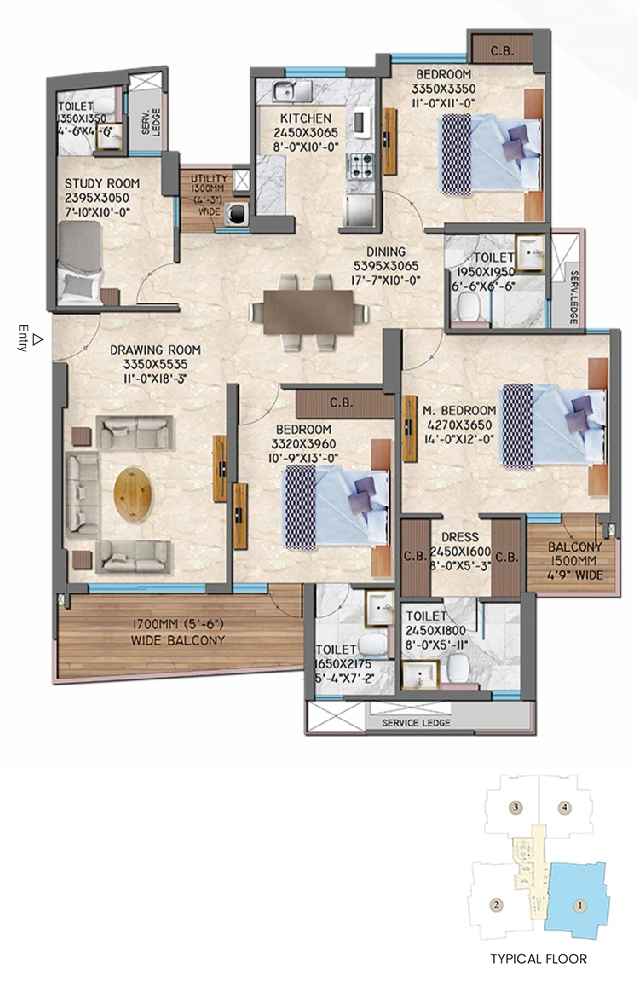 C.B.
BEDROOM
3350X3350
11'-0"X11'-0"
TOILET
1350X1350
4'-6"X4'-6"
SERV.
LEDGE
KITCHEN
2450X3065
8'-0"X10'-0"
STUDY ROOM
2395X3050
7'-10"X10'-0"
UTILITY
1300MM
(4'-3")
WIDE
DINING
5395X3065
17'-7"X10'-0"
TOILET
1950X1950
6'-6"X6'-6"
SERV.LEDGE
Entry
DRAWING ROOM
3350X5535
11'-0"X18'-3"
C.B.
BEDROOM
3320X3960
10'-9"X13'-0"
M. BEDROOM
4270X3650
14'-0"X12'-0"
C.B.
DRESS
2450X1600
8'-0"X5'-3"
C.B.
BALCONY
1500MM
4'9" WIDE
1700MM (5'-6")
WIDE BALCONY
TOILET
1650X2175
5'-4"X7'-2"
TOILET
2450X1800
8'-0"X5'-11"
SERVICE LEDGE
3
4
2
1
TYPICAL FLOOR